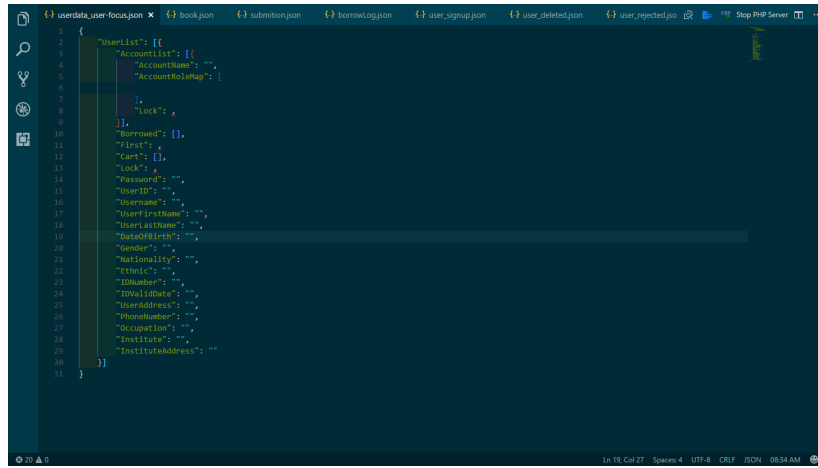 userdata_user-focus.json
book.json
submition.json
borrowLog.json
user_signup.json
user_deleted.json
user_rejected.jso
Stop PHP Server
1 {
2 "UserList": [{
3 "AccountList": [{
4 "AccountName": "",
5 "AccountRoleMap": [
6
7 ],
8 "Lock": ,
9 }],
10 "Borrowed": [],
11 "First": ,
12 "Cart": [],
13 "Lock": ,
14 "Password": "",
15 "UserID": "",
16 "Username": "",
17 "UserFirstName": "",
18 "UserLastName": "",
19 "DateOfBirth": "",
20 "Gender": "",
21 "Nationality": "",
22 "Ethnic": "",
23 "IDNumber": "",
24 "IDValidDate": "",
25 "UserAddress": "",
26 "PhoneNumber": "",
27 "Occupation": "",
28 "Institute": "",
29 "InstituteAddress": ""
30 }]
31 }
20 0 Ln 19, Col 27 Spaces: 4 UTF-8 CRLF JSON 08:34 AM